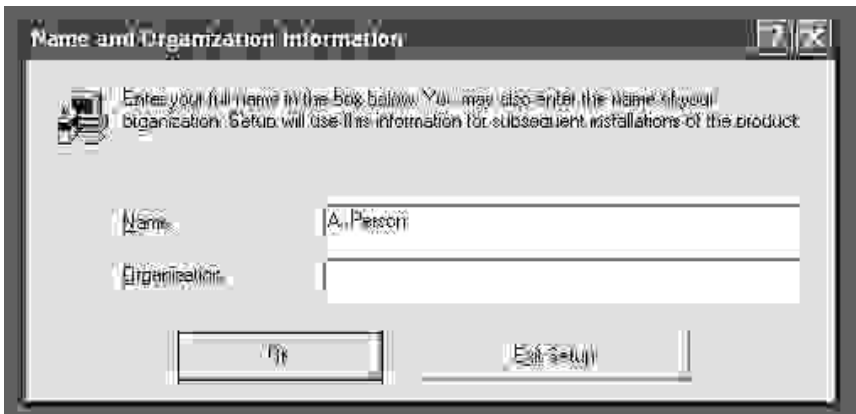 Name and Organization Information
Enter your full name in the box below. You may also enter the name of your
organization. Setup will use this information for subsequent installations of the product.
Name:
A. Person
Organization:
OK
Exit Setup